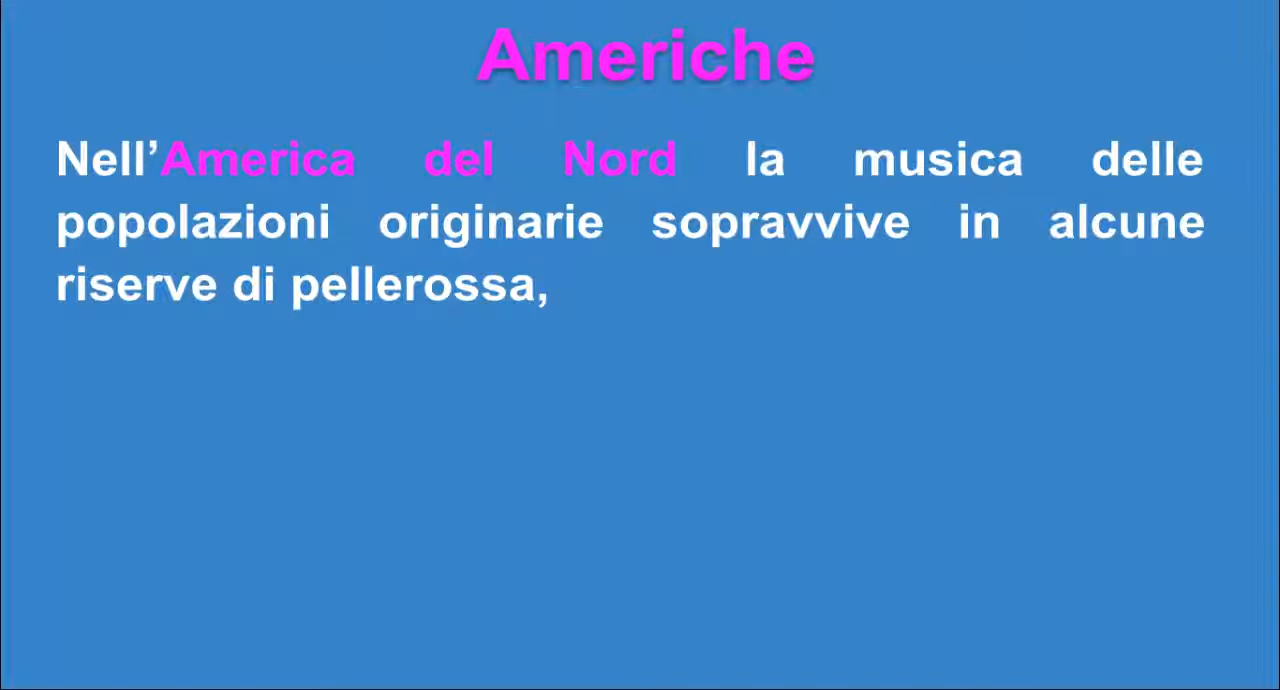 Americhe
Nell’America del Nord la musica delle
popolazioni originarie sopravvive in alcune
riserve di pellerossa,